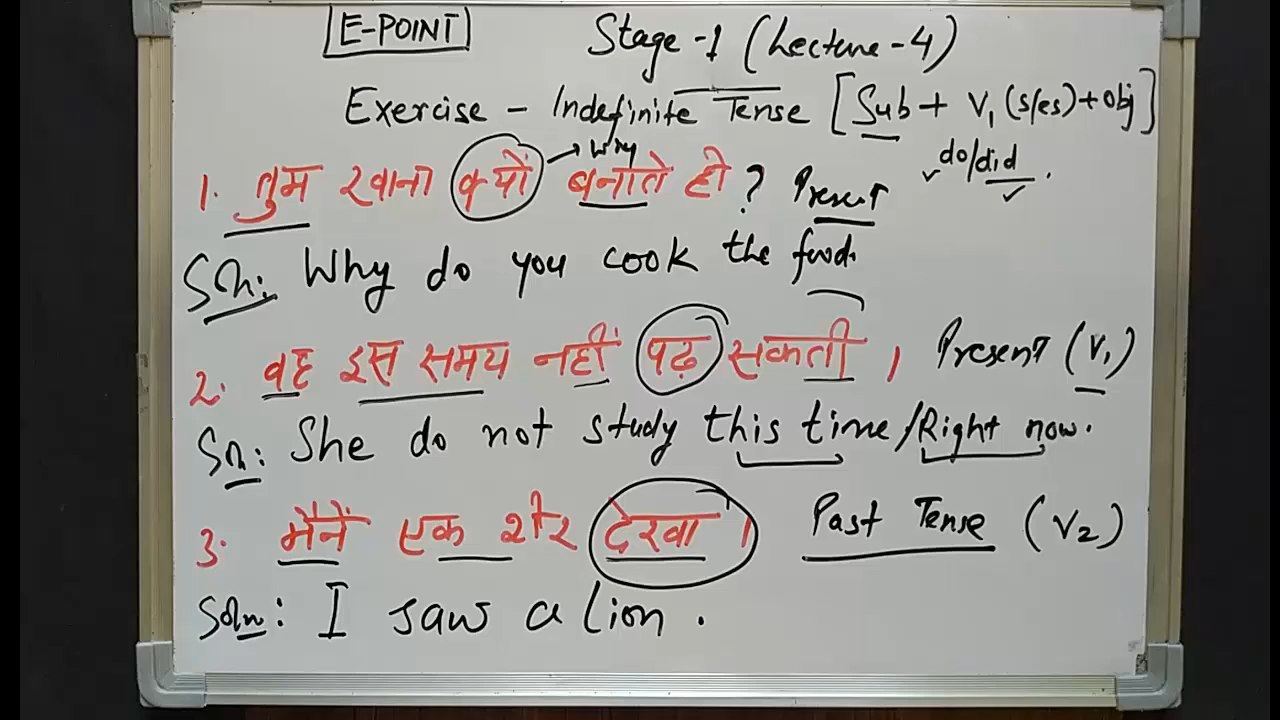 E-POINT Stage-1 (Lecture-4)
Exercise - Indefinite Tense [Sub + V₁(s/es)+obj]
do/did.
1. तुम खाना क्यों → why बनाते हो? Present
Soln: Why do you cook the food.
2. वह इस समय नहीं पढ़ सकती, Present (V₁)
Sn: She do not study this time/Right now.
3. मैनें एक शेर देखा। Past Tense (V₂)
Soln: I saw a lion.